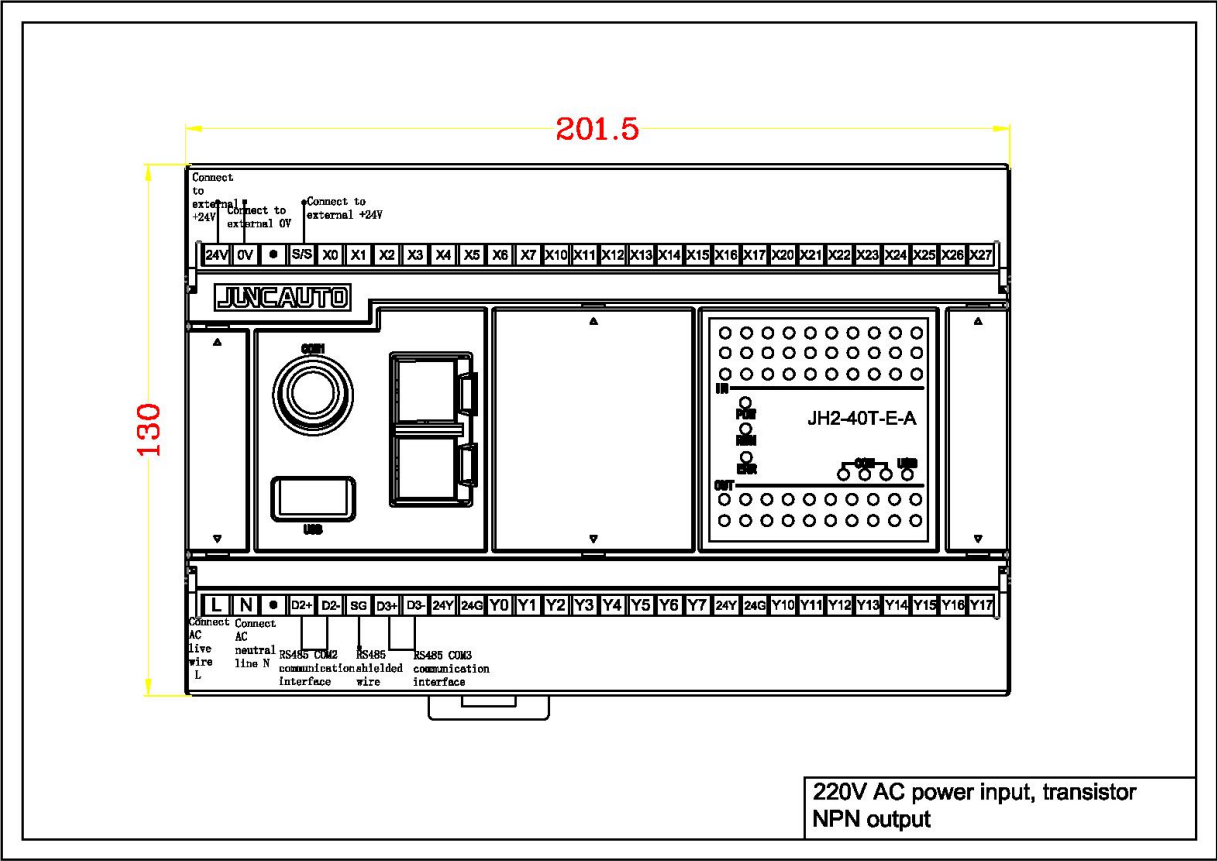 201.5
130
Connect
to
external
+24V
Connect to
external 0V
Connect to
external +24V
24V 0V ● S/S X0 X1 X2 X3 X4 X5 X6 X7 X10 X11 X12 X13 X14 X15 X16 X17 X20 X21 X22 X23 X24 X25 X26 X27
JUNCAUTO
COM1
USB
IN
POW
RUN
ERR
JH2-40T-E-A
COM USB
OUT
L N ● D2+ D2- SG D3+ D3- 24Y 24G Y0 Y1 Y2 Y3 Y4 Y5 Y6 Y7 24Y 24G Y10 Y11 Y12 Y13 Y14 Y15 Y16 Y17
Connect
AC
live
wire
L
Connect
AC
neutral
line N
RS485 COM2
communication
interface
RS485
shielded
wire
RS485 COM3
communication
interface
220V AC power input, transistor
NPN output